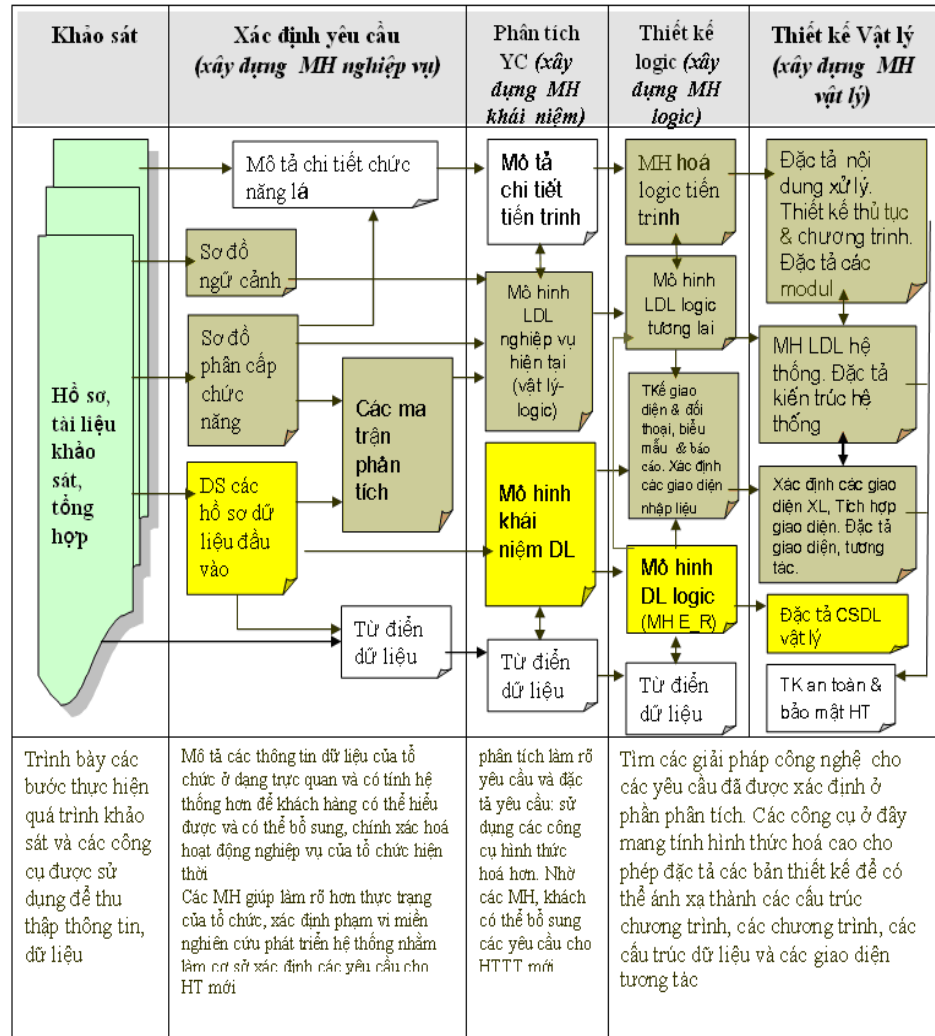 Khảo sát
Xác định yêu cầu
(xây dựng MH nghiệp vụ)
Phân tích
YC (xây
dựng MH
khái niệm)
Thiết kế
logic (xây
dựng MH
logic)
Thiết kế Vật lý
(xây dựng MH
vật lý)
Hồ sơ,
tài liệu
khảo
sát,
tổng
hợp
Mô tả chi tiết chức
năng lá
Sơ đồ
ngữ cảnh
Sơ đồ
phân cấp
chức
năng
Các ma
trận
phân
tích
DS các
hồ sơ dữ
liệu đầu
vào
Từ điển
dữ liệu
Mô tả
chi tiết
tiến trinh
Mô hinh
LDL
nghiệp vụ
hiện tại
(vật lý-
logic)
Mô hinh
khái
niệm DL
Từ điển
dữ liệu
MH hoá
logic tiến
trinh
Mô hinh
LDL logic
tương lai
TKế giao
diện & đối
thoại, biểu
mẫu & báo
cáo. Xác định
các giao diện
nhập liệu
Mô hinh
DL logic
(MH E_R)
Từ điển
dữ liệu
Đặc tả nội
dung xử lý.
Thiết kế thủ tục
& chương trinh.
Đặc tả các
modul
MH LDL hệ
thống. Đặc tả
kiến trúc hệ
thống
Xác định các giao
diện XL, Tích hợp
giao diện. Đặc tả
giao diện, tương
tác.
Đặc tả CSDL
vật lý
TK an toàn &
bảo mật HT
Trình bày các
bước thực hiện
quá trình khảo
sát và các công
cụ được sử
dụng để thu
thập thông tin,
dữ liệu
Mô tả các thông tin dữ liệu của tổ
chức ở dạng trực quan và có tính hệ
thống hơn để khách hàng có thể hiểu
được và có thể bổ sung, chính xác hoá
hoạt động nghiệp vụ của tổ chức hiện
thời
Các MH giúp làm rõ hơn thực trạng
của tổ chức, xác định phạm vi miền
nghiên cứu phát triển hệ thống nhằm
làm cơ sở xác định các yêu cầu cho
HT mới
phân tích làm rõ
yêu cầu và đặc
tả yêu cầu: sử
dụng các công
cụ hình thức
hoá hơn. Nhờ
các MH, khách
có thể bổ sung
các yêu cầu cho
HTTT mới
Tìm các giải pháp công nghệ cho
các yêu cầu đã được xác định ở
phần phân tích. Các công cụ ở đây
mang tính hình thức hoá cao cho
phép đặc tả các bản thiết kế để có
thể ánh xạ thành các cấu trúc
chương trình, các chương trình, các
cấu trúc dữ liệu và các giao diện
tương tác